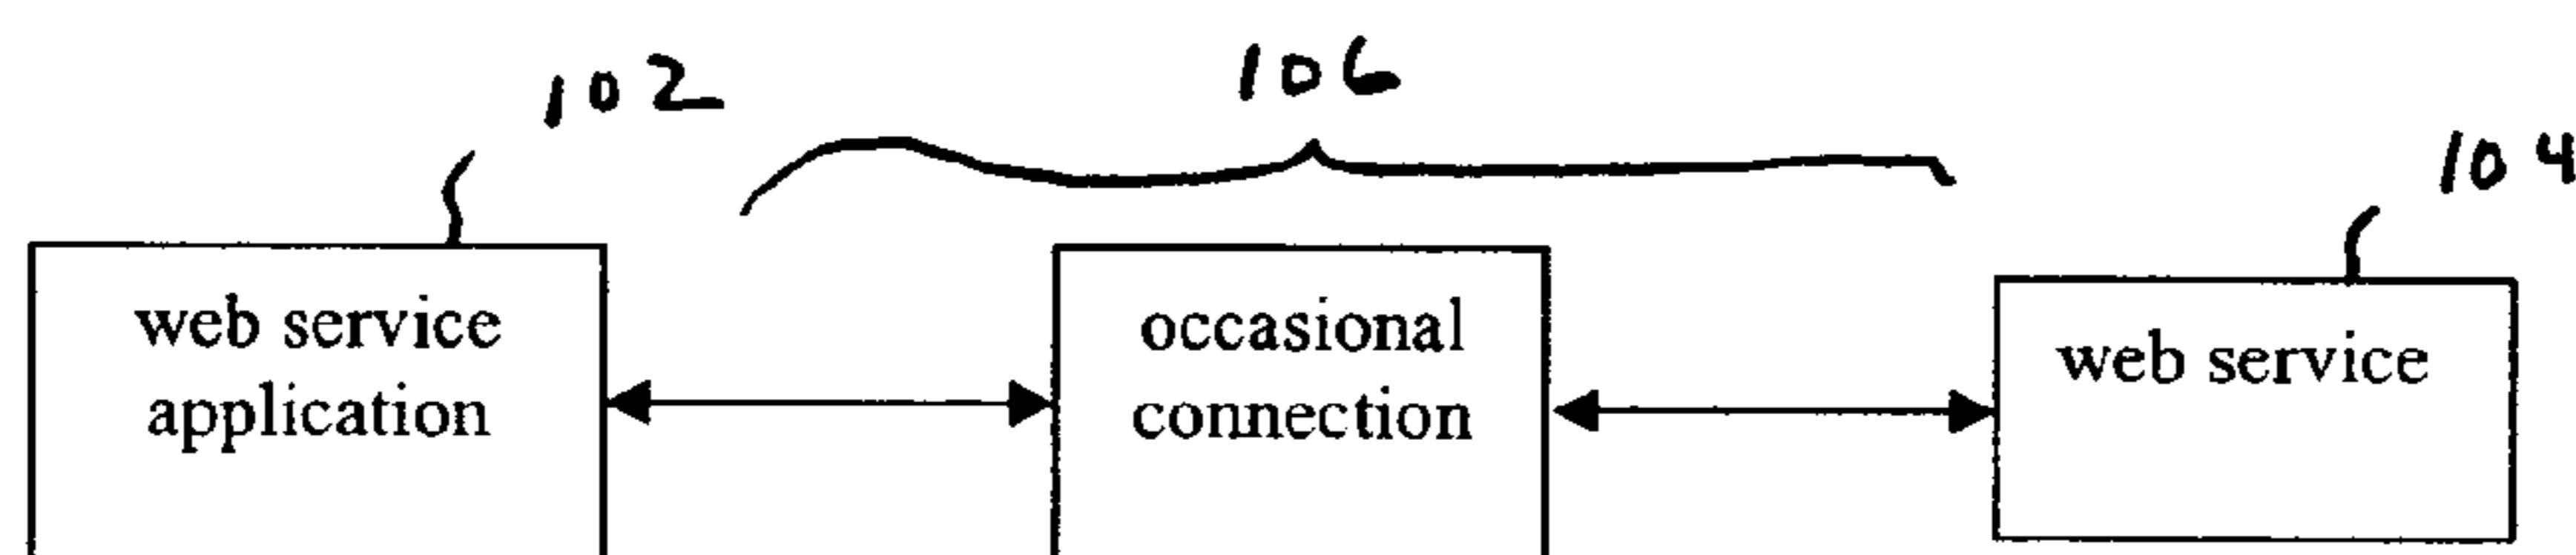 102
106
104
web service
application
occasional
connection
web service